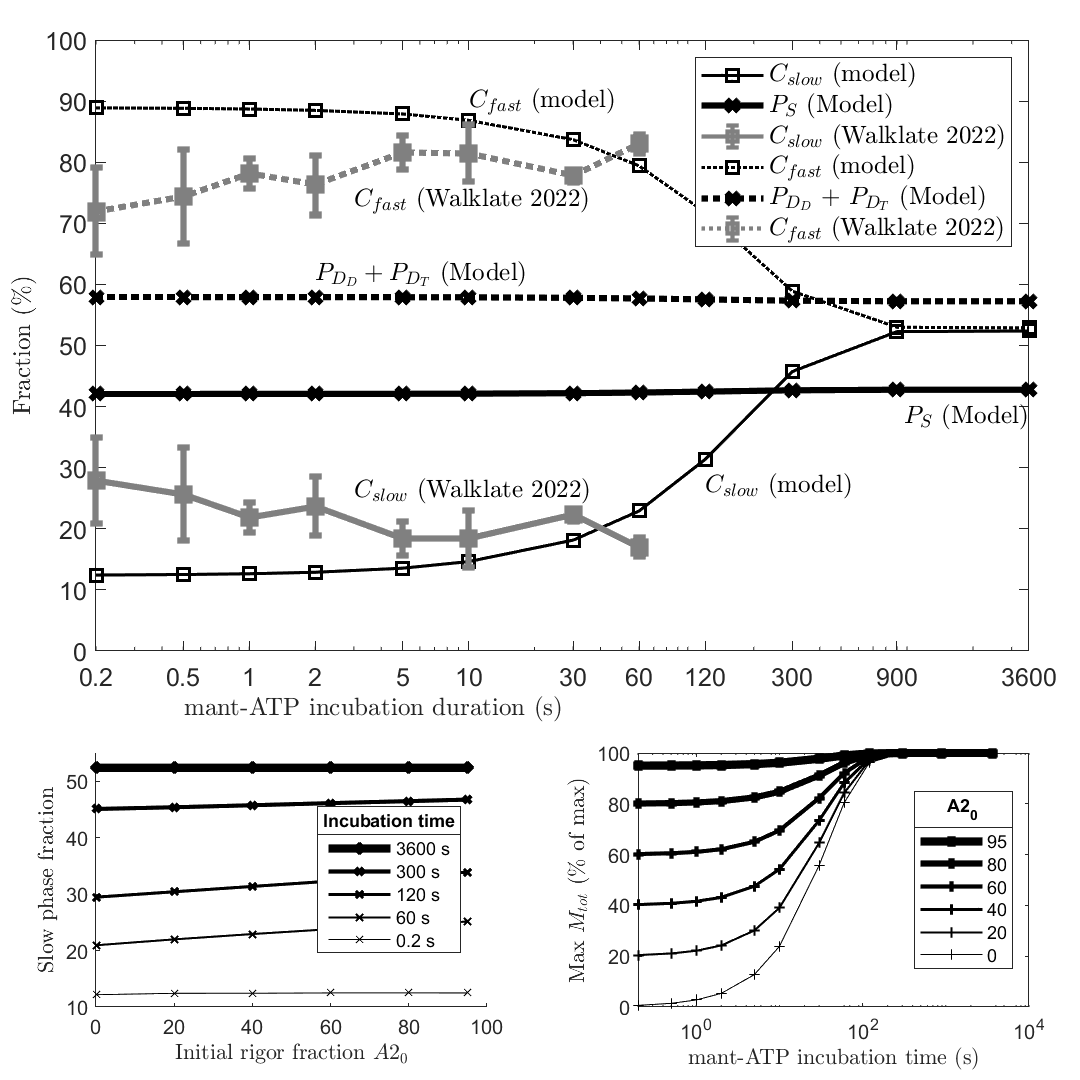 100
90
80
70
60
50
40
30
20
10
0
Fraction (%)
C_fast (model)
C_fast (Walklate 2022)
P_D_D + P_D_T (Model)
P_S (Model)
C_slow (Walklate 2022)
C_slow (model)
C_slow (model)
P_S (Model)
C_slow (Walklate 2022)
C_fast (model)
P_D_D + P_D_T (Model)
C_fast (Walklate 2022)
0.2 0.5 1 2 5 10 30 60 120 300 900 3600
mant-ATP incubation duration (s)
50
40
30
20
10
Slow phase fraction
Incubation time
3600 s
300 s
120 s
60 s
0.2 s
0 20 40 60 80 100
Initial rigor fraction A2_0
100
80
60
40
20
0
Max M_tot (% of max)
A2_0
95
80
60
40
20
0
10^0 10^2 10^4
mant-ATP incubation time (s)